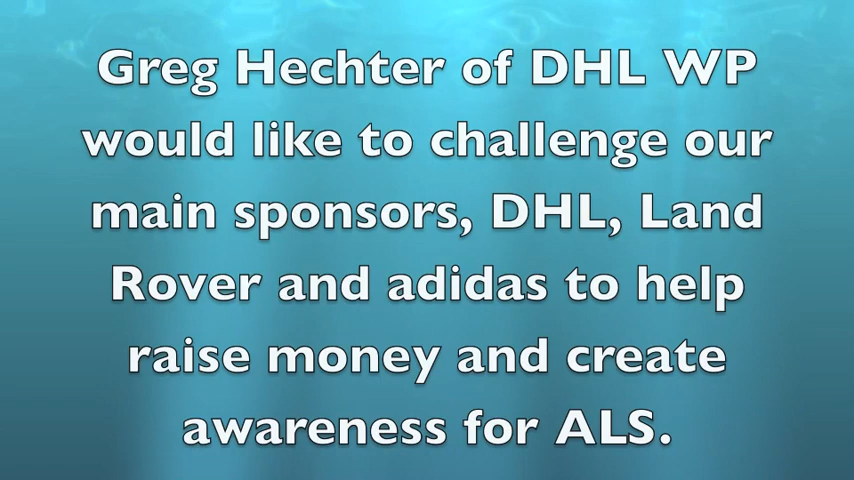 Greg Hechter of DHL WP
would like to challenge our
main sponsors, DHL, Land
Rover and adidas to help
raise money and create
awareness for ALS.